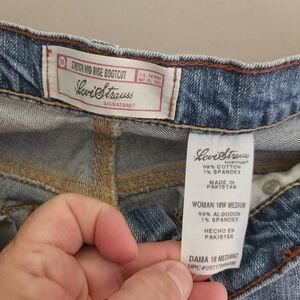 STRETCH MID RISE BOOTCUT
Levi Strauss
SIGNATURE
Levi Strauss
SIGNATURE
99% COTTON
1% SPANDEX
MADE IN
PAKISTAN
WOMAN 18W MEDIUM
99% ALGODON
1% SPANDEX
HECHO EN
PAKISTAN
DAMA 18 MEDIANO